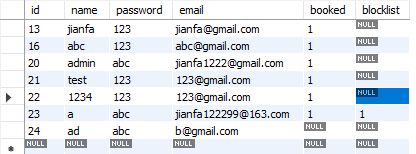 id name password email booked blocklist
13 jianfa 123 jianfa@gmail.com 1 NULL
16 abc 123 abc@gmail.com 1 NULL
20 admin abc jianfa1222@gmail.com 1 NULL
21 test 123 123@gmail.com 1 NULL
22 1234 123 123@gmail.com 1 NULL
23 a abc jianfa122299@163.com 1 1
24 ad abc b@gmail.com NULL NULL
NULL NULL NULL NULL NULL NULL